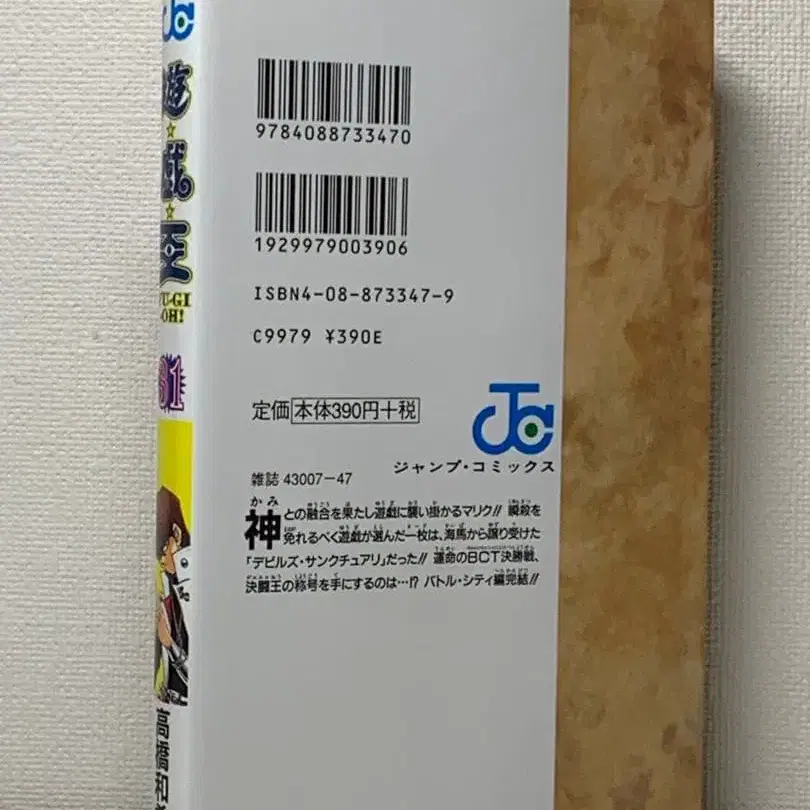 遊☆戯☆王
YU-GI
-OH!
31
高橋和
9784088733470
1929979003906
ISBN4-08-873347-9
C9979 ¥390E
定価 本体390円+税
JC
ジャンプ・コミックス
雑誌 43007-47
神との融合を果たし遊戯に襲い掛かるマリク!! 瞬殺を
免れるべく遊戯が選んだ一枚は、海馬から譲り受けた
「デビルズ・サンクチュアリ」だった!! 運命のBCT決勝戦、
決闘王の称号を手にするのは…!? バトル・シティ編完結!!